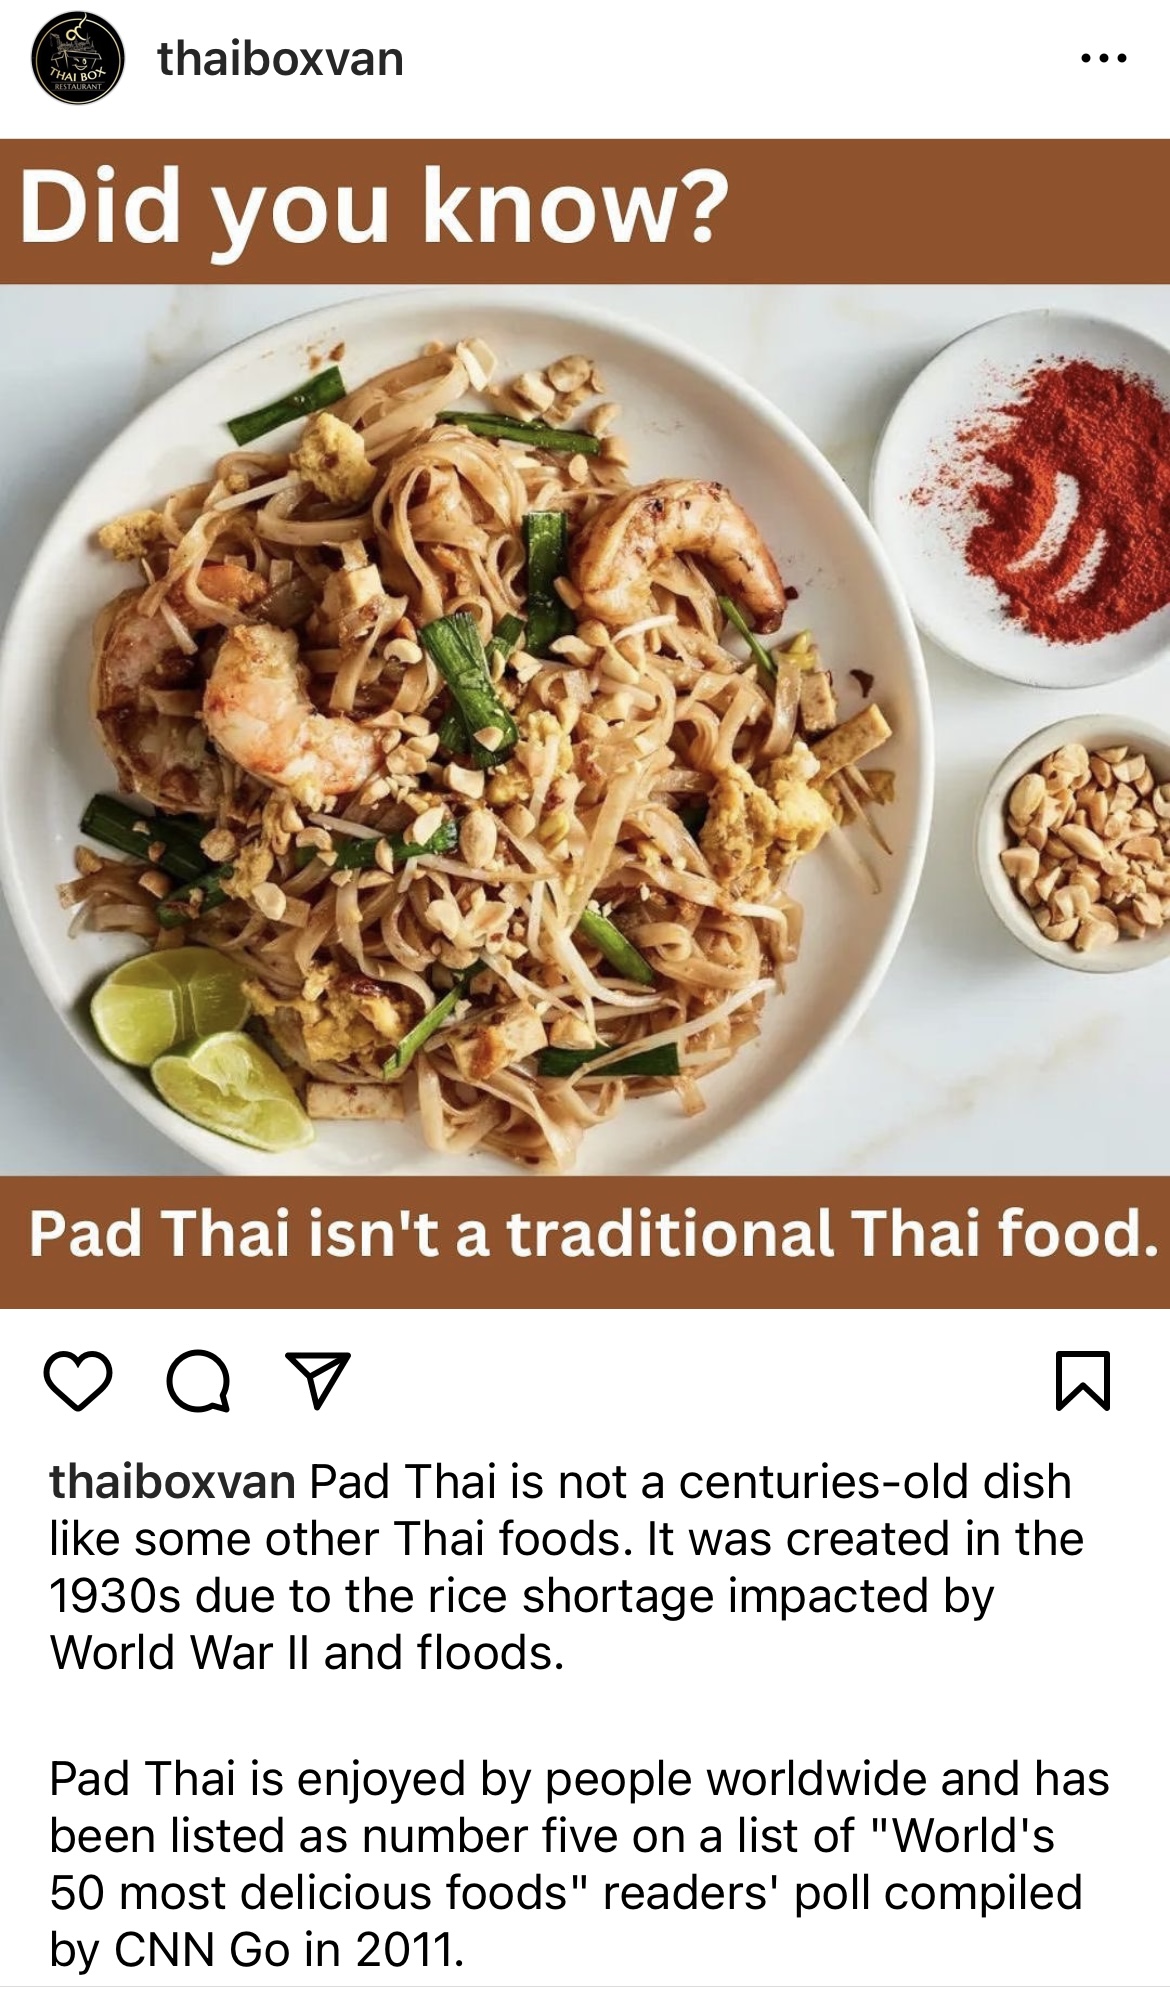 THAI BOX
RESTAURANT
thaiboxvan
Did you know?
Pad Thai isn't a traditional Thai food.
thaiboxvan Pad Thai is not a centuries-old dish
like some other Thai foods. It was created in the
1930s due to the rice shortage impacted by
World War II and floods.
Pad Thai is enjoyed by people worldwide and has
been listed as number five on a list of "World's
50 most delicious foods" readers' poll compiled
by CNN Go in 2011.